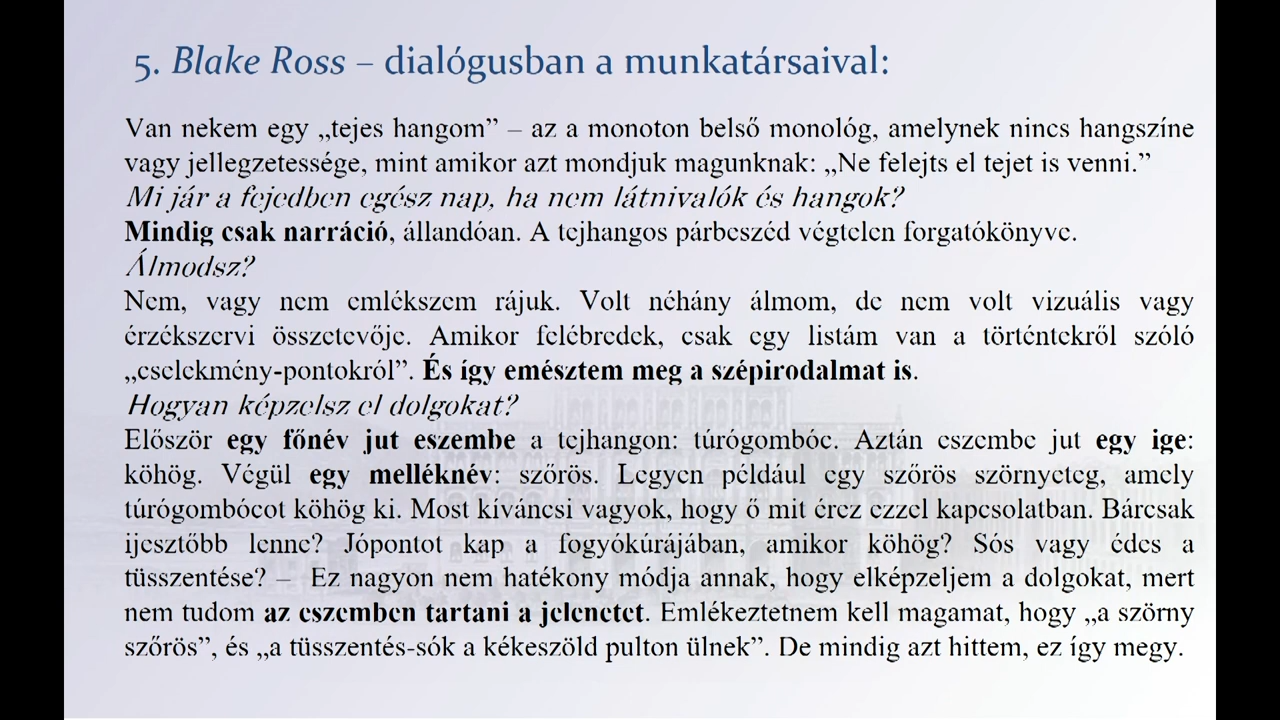 5. Blake Ross – dialógusban a munkatársaival:
Van nekem egy „tejes hangom” – az a monoton belső monológ, amelynek nincs hangszíne
vagy jellegzetessége, mint amikor azt mondjuk magunknak: „Ne felejts el tejet is venni.”
Mi jár a fejedben egész nap, ha nem látnivalók és hangok?
Mindig csak narráció, állandóan. A tejhangos párbeszéd végtelen forgatókönyve.
Álmodsz?
Nem, vagy nem emlékszem rájuk. Volt néhány álmom, de nem volt vizuális vagy
érzékszervi összetevője. Amikor felébredek, csak egy listám van a történtekről szóló
„cselekmény-pontokról”. És így emésztem meg a szépirodalmat is.
Hogyan képzelsz el dolgokat?
Először egy főnév jut eszembe a tejhangon: túrógombóc. Aztán eszembe jut egy ige:
köhög. Végül egy melléknév: szőrös. Legyen például egy szőrös szörnyeteg, amely
túrógombócot köhög ki. Most kíváncsi vagyok, hogy ő mit érez ezzel kapcsolatban. Bárcsak
ijesztőbb lenne? Jópontot kap a fogyókúrájában, amikor köhög? Sós vagy édes a
tüsszentése? – Ez nagyon nem hatékony módja annak, hogy elképzeljem a dolgokat, mert
nem tudom az eszemben tartani a jelenetet. Emlékeztetnem kell magamat, hogy „a szörny
szőrös”, és „a tüsszentés-sók a kékeszöld pulton ülnek”. De mindig azt hittem, ez így megy.